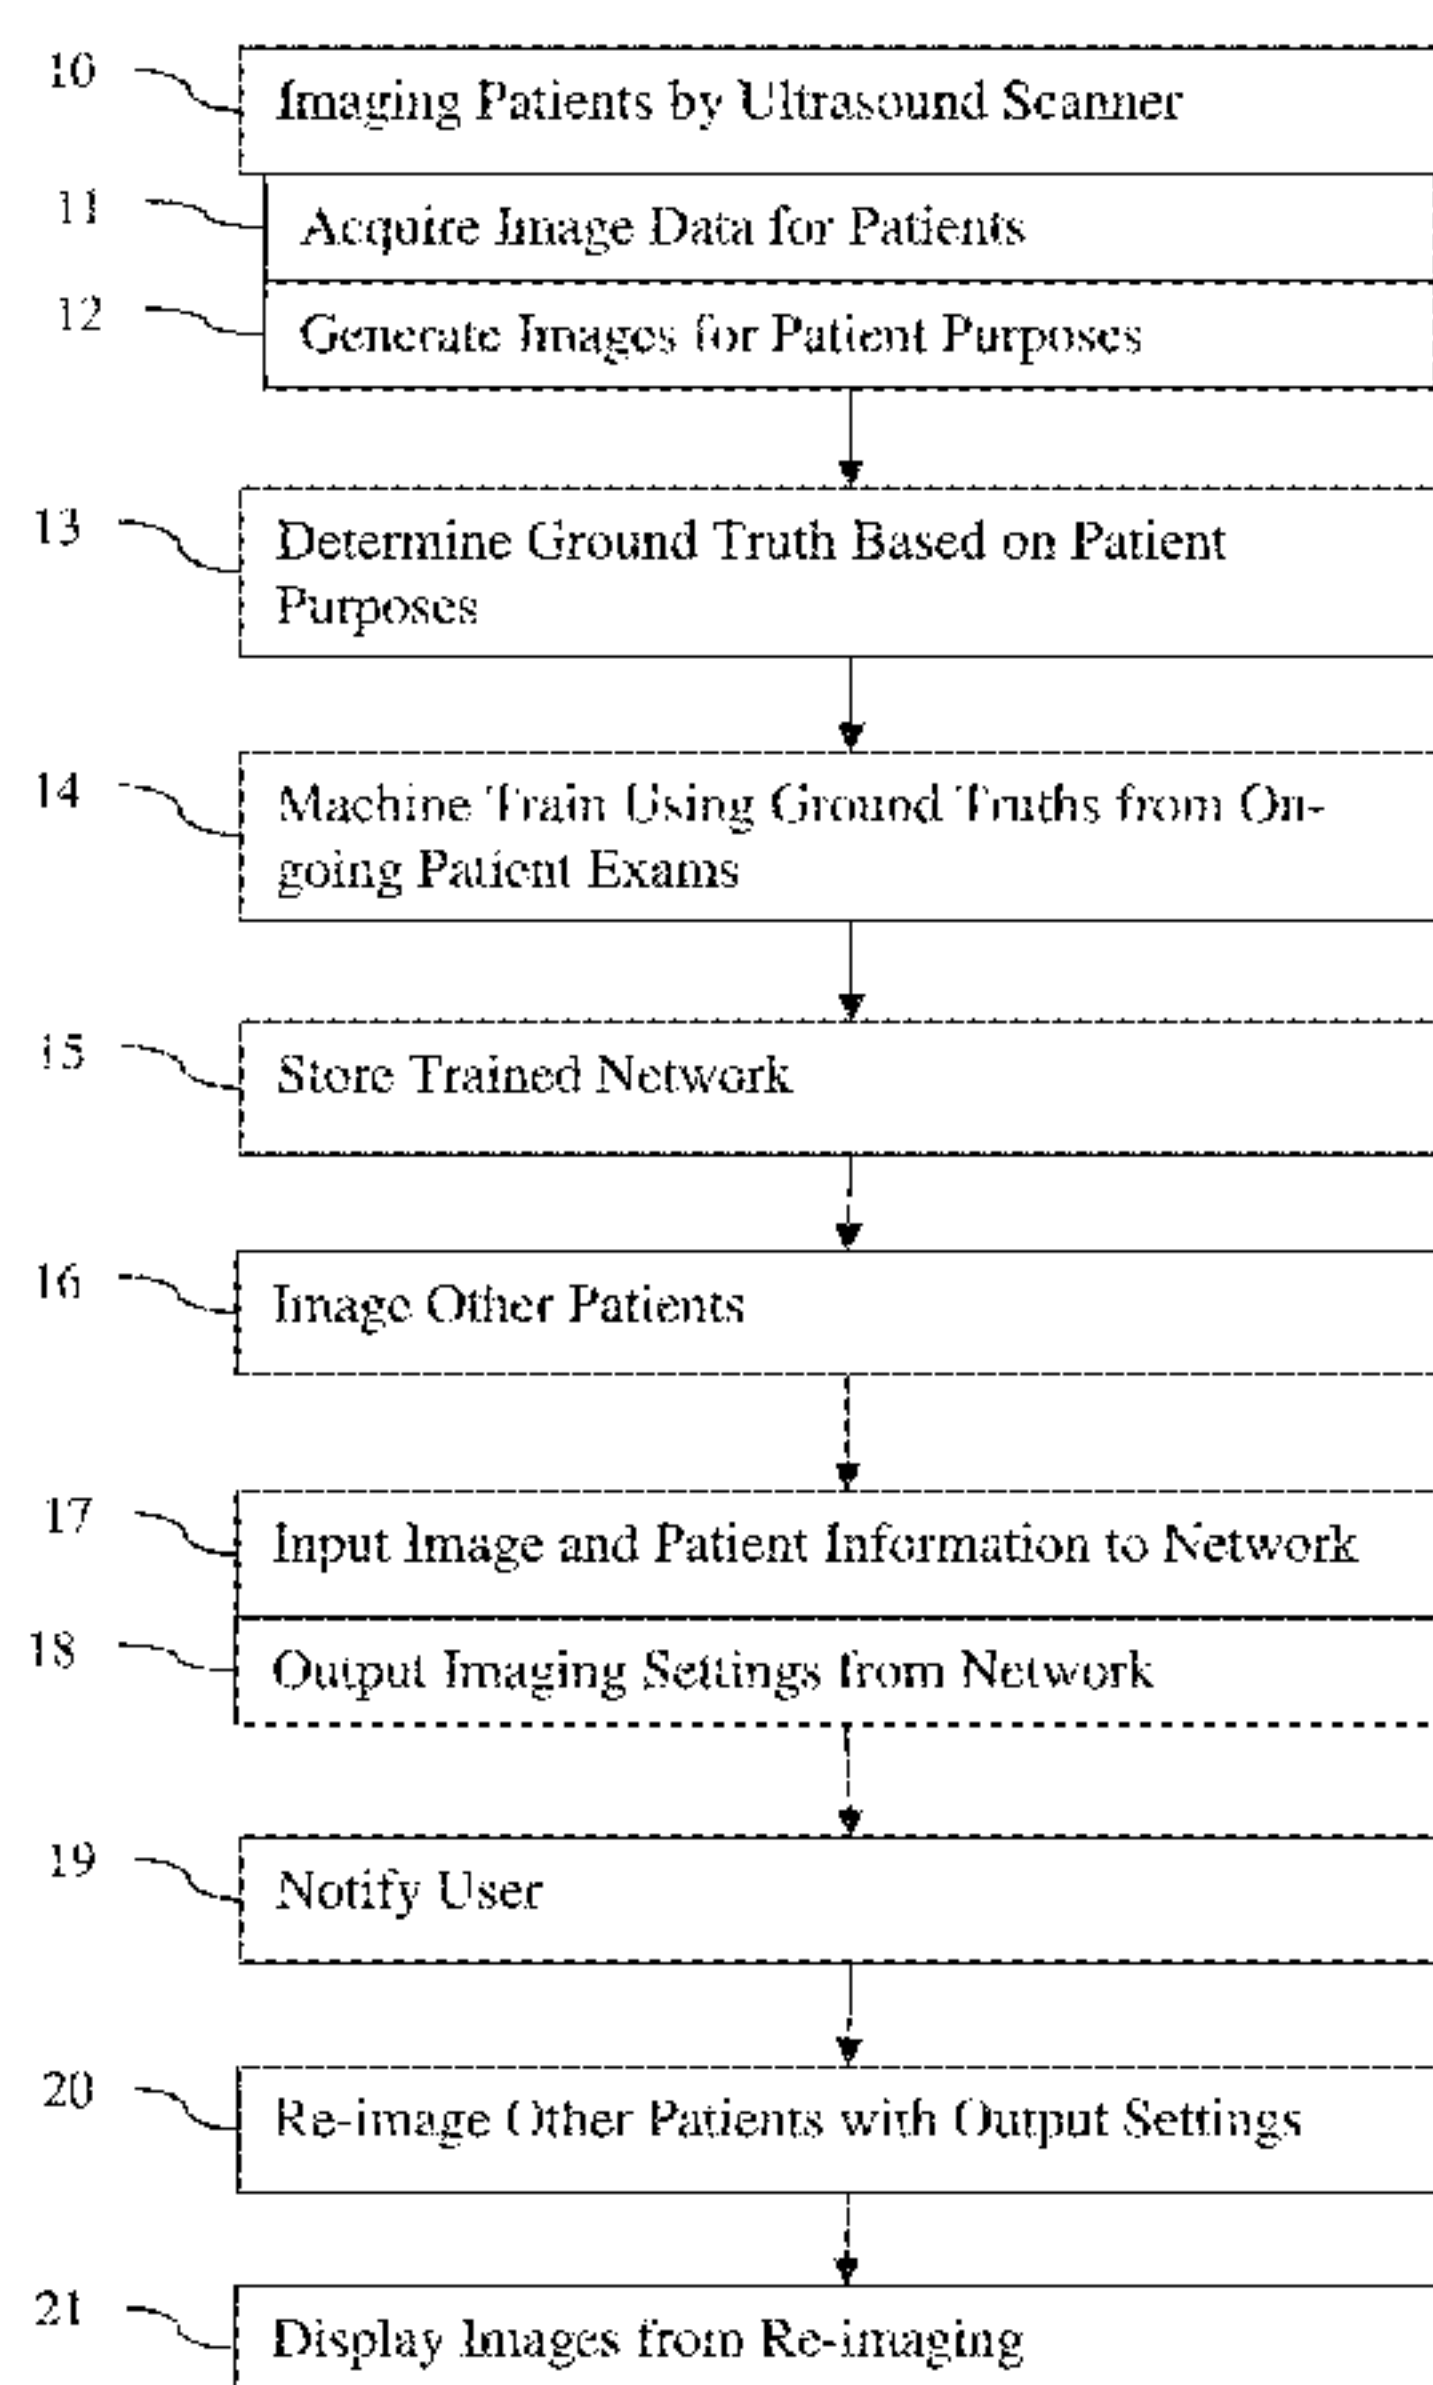 10 Imaging Patients by Ultrasound Scanner
11 Acquire Image Data for Patients
12 Generate Images for Patient Purposes
13 Determine Ground Truth Based on Patient
Purposes
14 Machine Train Using Ground Truths from On-
going Patient Exams
15 Store Trained Network
16 Image Other Patients
17 Input Image and Patient Information to Network
18 Output Imaging Settings from Network
19 Notify User
20 Re-image Other Patients with Output Settings
21 Display Images from Re-imaging